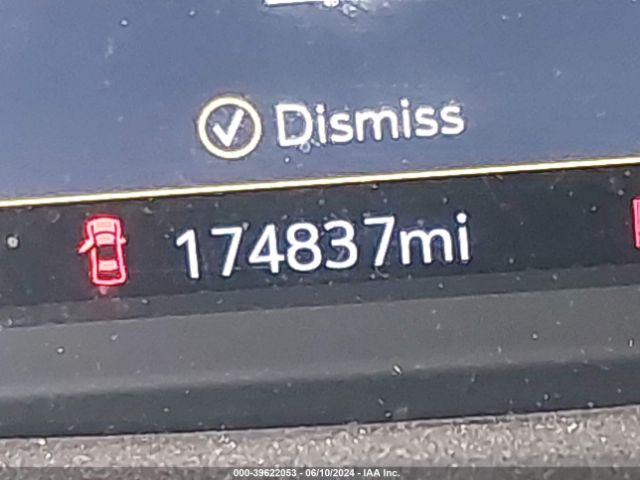 Dismiss
174837mi
000-39622053 - 06/10/2024 - IAA Inc.